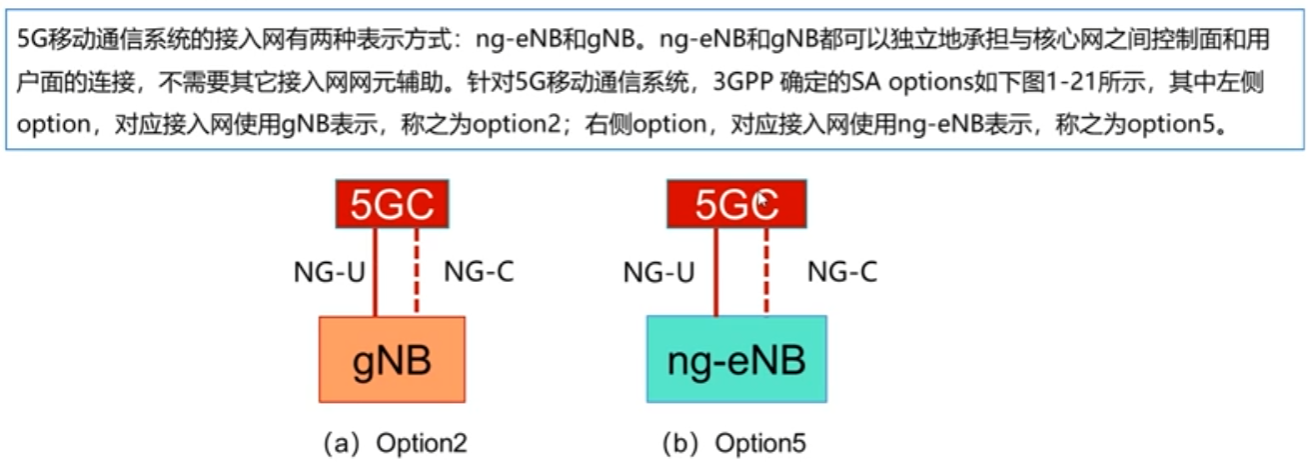 5G移动通信系统的接入网有两种表示方式：ng-eNB和gNB。ng-eNB和gNB都可以独立地承担与核心网之间控制面和用
户面的连接，不需要其它接入网网元辅助。针对5G移动通信系统，3GPP 确定的SA options如下图1-21所示，其中左侧
option，对应接入网使用gNB表示，称之为option2；右侧option，对应接入网使用ng-eNB表示，称之为option5。
5GC
5GC
NG-U
NG-C
NG-U
NG-C
gNB
ng-eNB
（a）Option2
（b）Option5